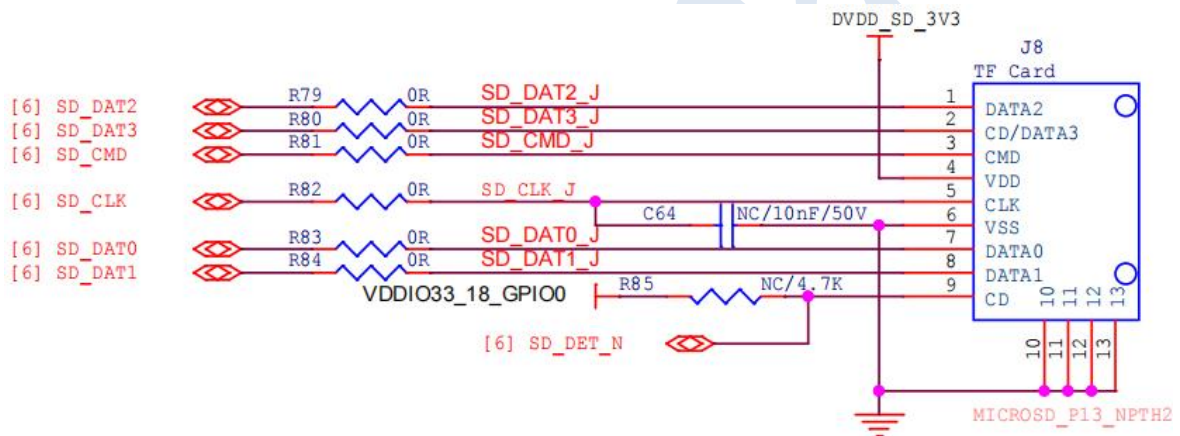 DVDD_SD_3V3
J8
TF Card
[6] SD_DAT2 R79 0R SD_DAT2_J 1 DATA2
[6] SD_DAT3 R80 0R SD_DAT3_J 2 CD/DATA3
[6] SD_CMD R81 0R SD_CMD_J 3 CMD
4 VDD
[6] SD_CLK R82 0R SD_CLK_J 5 CLK
C64 NC/10nF/50V 6 VSS
[6] SD_DAT0 R83 0R SD_DAT0_J 7 DATA0
[6] SD_DAT1 R84 0R SD_DAT1_J 8 DATA1
VDDIO33_18_GPIO0 R85 NC/4.7K 9 CD
10 11 12 13
[6] SD_DET_N
10 11 12 13
MICROSD_P13_NPTH2